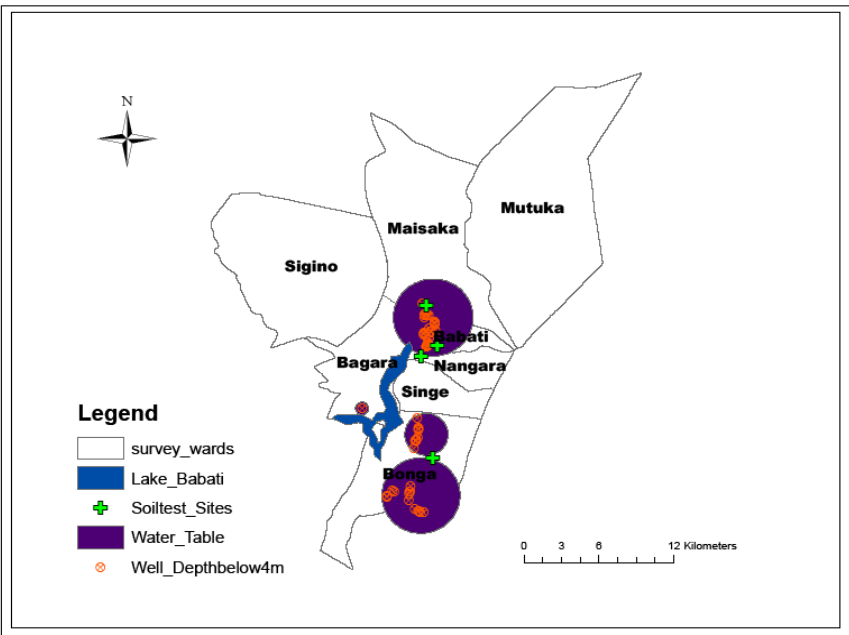 N
Mutuka
Maisaka
Sigino
Babati
Bagara
Nangara
Singe
Bonga
Legend
survey_wards
Lake_Babati
Soiltest_Sites
Water_Table
Well_Depthbelow4m
0 3 6 12 Kilometers